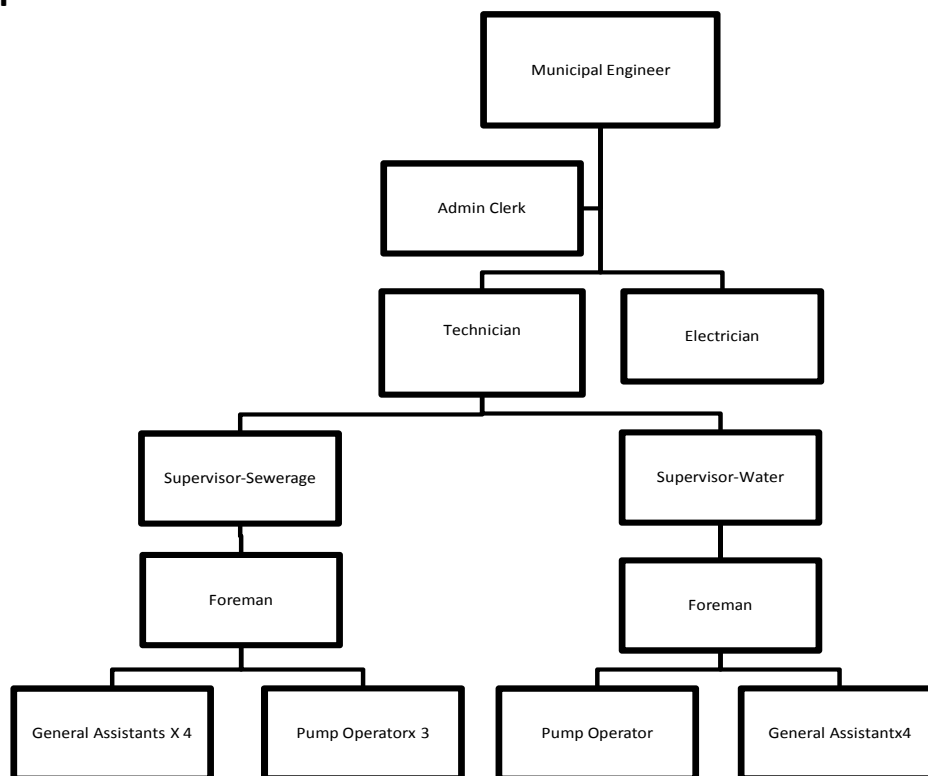 Municipal Engineer
Admin Clerk
Technician
Electrician
Supervisor-Sewerage
Supervisor-Water
Foreman
Foreman
General Assistants X 4
Pump Operatorx 3
Pump Operator
General Assistantx4